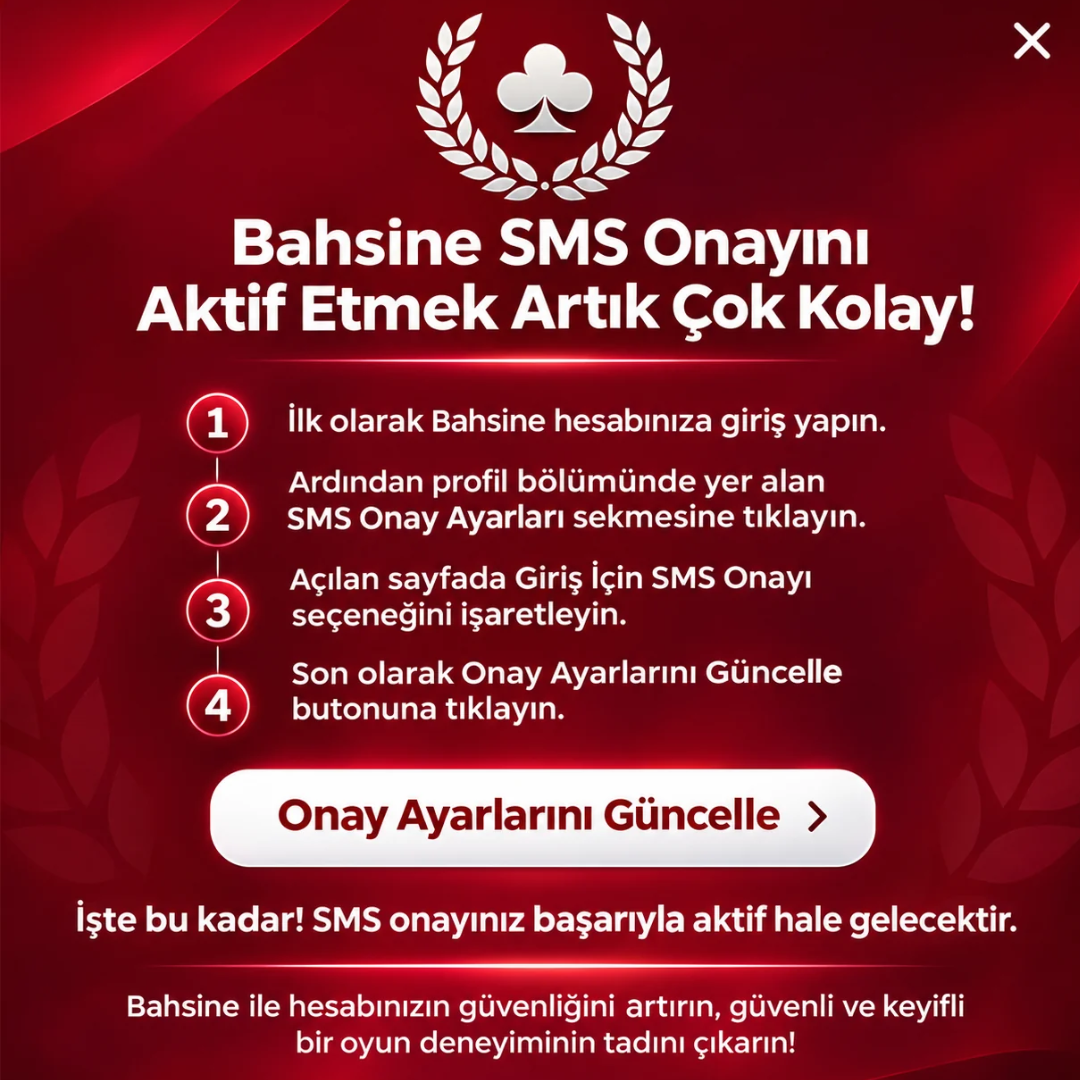 Bahsine SMS Onayını
Aktif Etmek Artık Çok Kolay!
1
İlk olarak Bahsine hesabınıza giriş yapın.
2
Ardından profil bölümünde yer alan
SMS Onay Ayarları sekmesine tıklayın.
3
Açılan sayfada Giriş İçin SMS Onayı
seçeneğini işaretleyin.
4
Son olarak Onay Ayarlarını Güncelle
butonuna tıklayın.
Onay Ayarlarını Güncelle
İşte bu kadar! SMS onayınız başarıyla aktif hale gelecektir.
Bahsine ile hesabınızın güvenliğini artırın, güvenli ve keyifli
bir oyun deneyiminin tadını çıkarın!